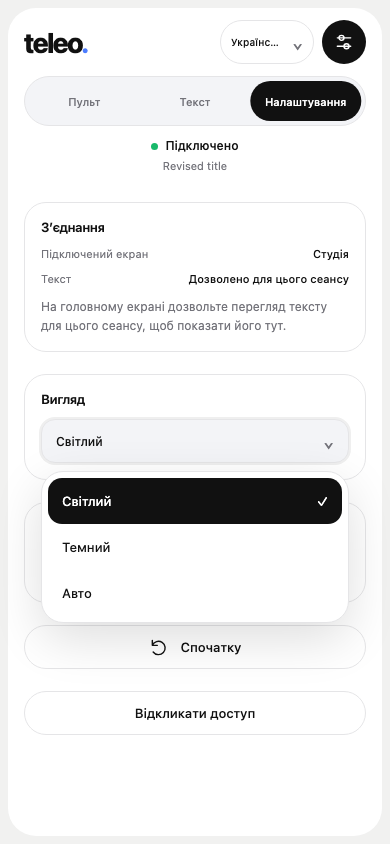 teleo.
Українс...
Пульт
Текст
Налаштування
Підключено
Revised title
З’єднання
Підключений екран
Студія
Текст
Дозволено для цього сеансу
На головному екрані дозвольте перегляд тексту
для цього сеансу, щоб показати його тут.
Вигляд
Світлий
Світлий
Темний
Авто
Спочатку
Відкликати доступ